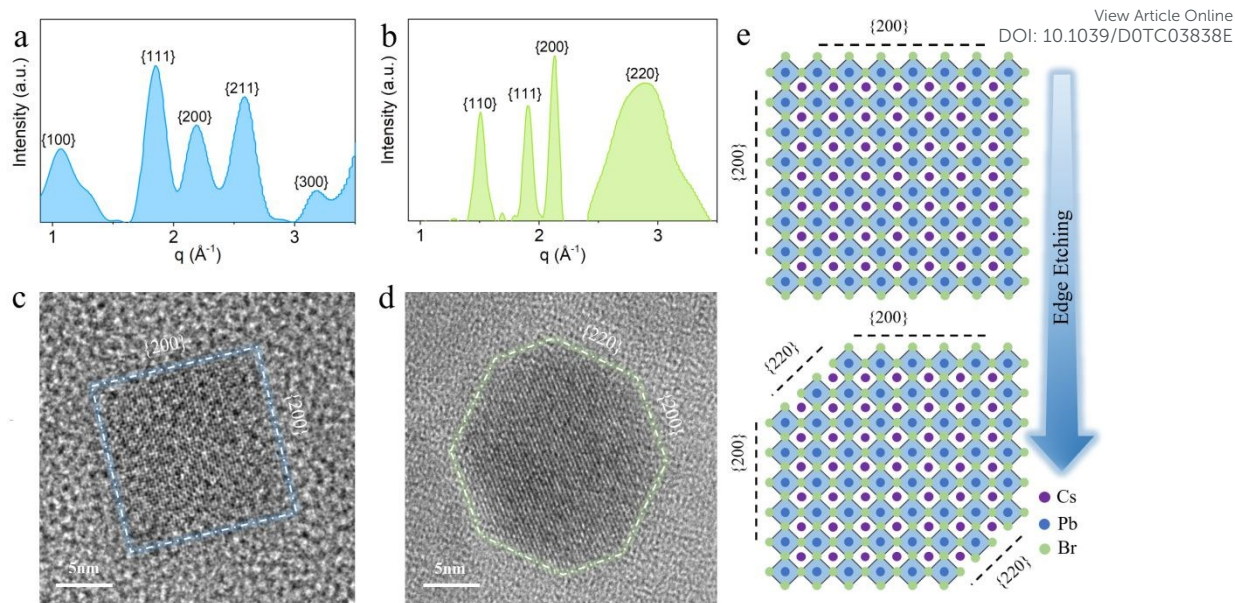 View Article Online
DOI: 10.1039/D0TC03838E
a
Intensity (a.u.)
{100}
{111}
{200}
{211}
{300}
1
2
3
q (Å⁻¹)
b
Intensity (a.u.)
{110}
{111}
{200}
{220}
1
2
3
q (Å⁻¹)
c
{200}
{200}
5nm
d
{220}
{200}
5nm
e
{200}
{200}
Edge Etching
{200}
{220}
{200}
{220}
Cs
Pb
Br